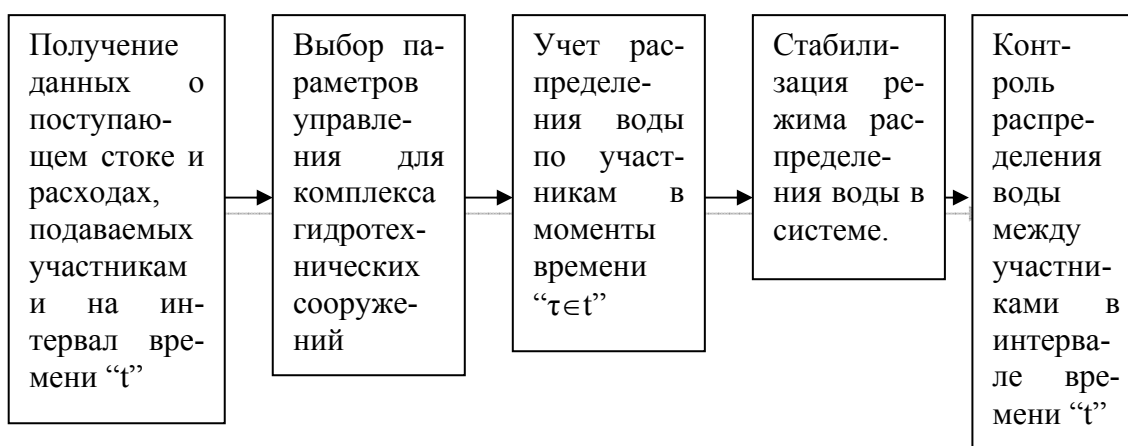 Получение
данных о
поступаю-
щем стоке и
расходах,
подаваемых
участникам
и на ин-
тервал вре-
мени “t”
Выбор па-
раметров
управле-
ния для
комплекса
гидротех-
нических
сооруже-
ний
Учет рас-
пределе-
ния воды
по участ-
никам в
моменты
времени
“τ∈t”
Стабили-
зация ре-
жима рас-
пределе-
ния воды в
системе.
Конт-
роль
распре-
деления
воды
между
участни-
ками в
интерва-
ле вре-
мени “t”